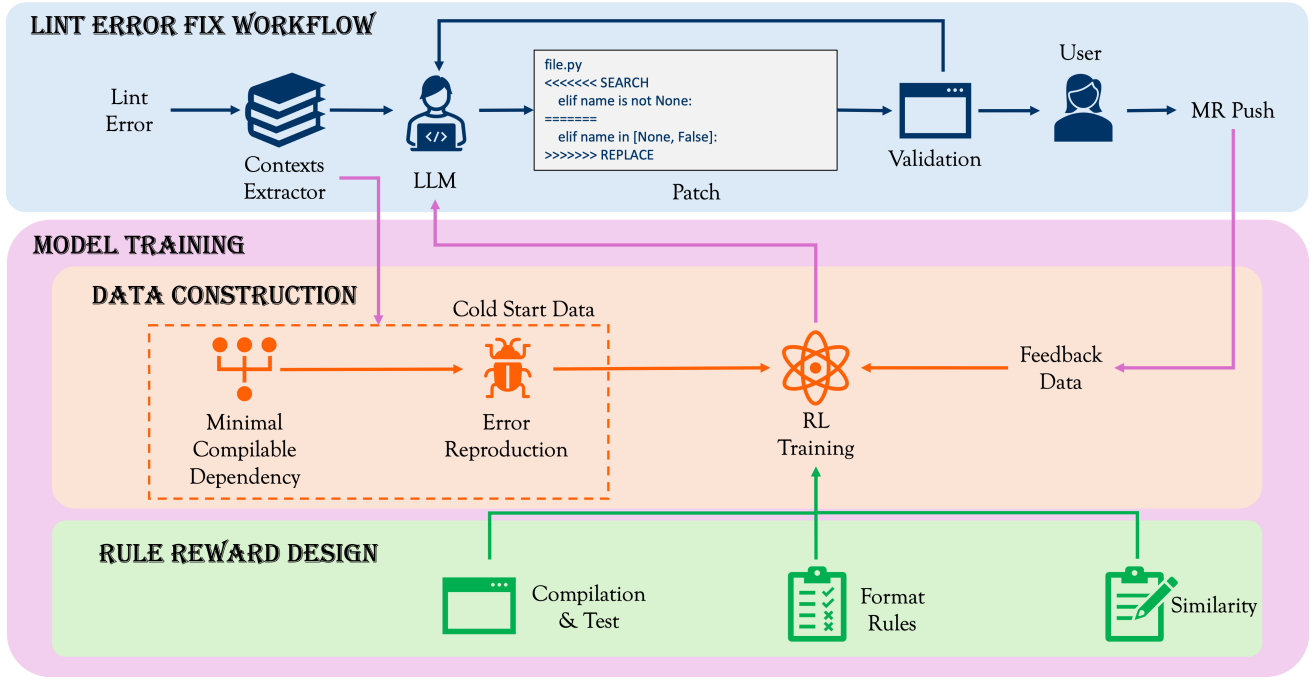 LINT ERROR FIX WORKFLOW
Lint
Error
Contexts
Extractor
</>
LLM
file.py
<<<<<<< SEARCH
elif name is not None:
=======
elif name in [None, False]:
>>>>>>> REPLACE
Patch
Validation
User
MR Push
MODEL TRAINING
DATA CONSTRUCTION
Cold Start Data
Minimal
Compilable
Dependency
Error
Reproduction
RL
Training
Feedback
Data
RULE REWARD DESIGN
Compilation
& Test
Format
Rules
Similarity